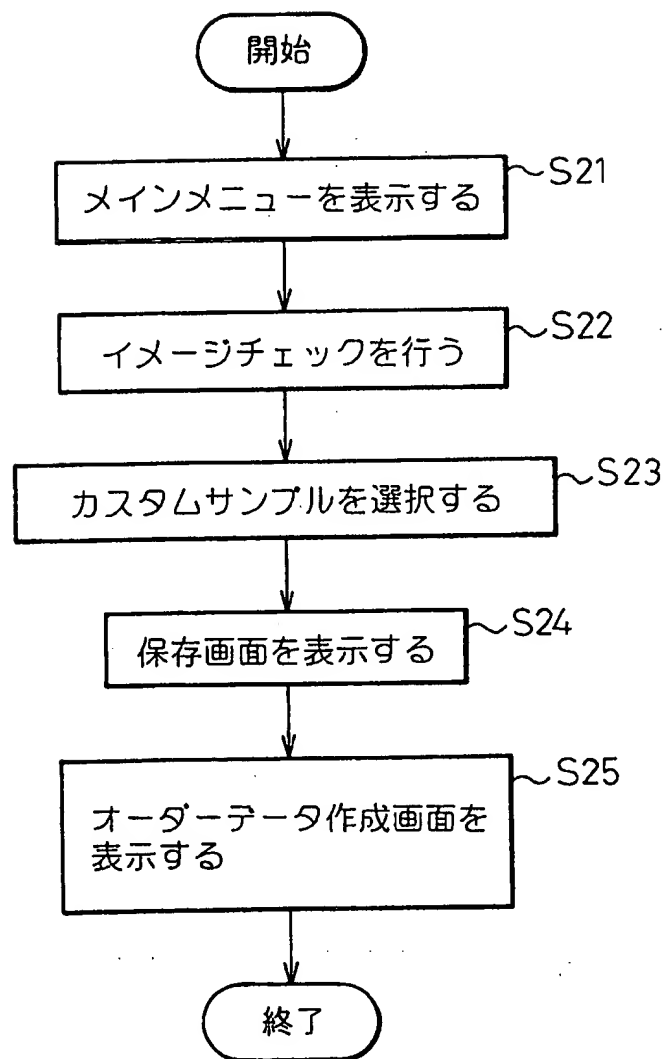 開始
メインメニューを表示する
S21
イメージチェックを行う
S22
カスタムサンプルを選択する
S23
保存画面を表示する
S24
オーダーデータ作成画面を
表示する
S25
終了